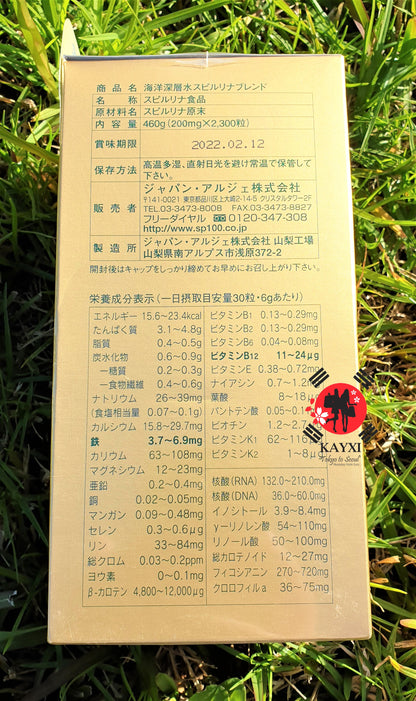 商品名 海洋深層水スピルリナブレンド
名称 スピルリナ食品
原材料名 スピルリナ原末
内容量 460g(200mg×2,300粒)
賞味期限 2022.02.12
保存方法 高温多湿、直射日光を避け常温で保管して
下さい。
販売者 ジャパン・アルジェ株式会社
〒141-0021 東京都品川区上大崎2-14-5 クリスタルタワー2F
TEL.03-3473-8008 FAX.03-3473-8827
フリーダイヤル 0120-347-308
http://www.sp100.co.jp
製造所 ジャパン・アルジェ株式会社 山梨工場
山梨県南アルプス市浅原372-2
開封後はキャップをしっかり締めてお早めにお召し上がり下さい。
栄養成分表示(一日摂取目安量30粒・6gあたり)
エネルギー 15.6~23.4kcal
たんぱく質 3.1~4.8g
脂質 0.4~0.5g
炭水化物 0.6~0.9g
-糖質 0.2~0.3g
-食物繊維 0.4~0.6g
ナトリウム 26~39mg
(食塩相当量 0.07~0.1g)
カルシウム 15.8~29.7mg
鉄 3.7~6.9mg
カリウム 63~108mg
マグネシウム 12~23mg
亜鉛 0.2~0.4mg
銅 0.02~0.05mg
マンガン 0.09~0.48mg
セレン 0.3~0.6μg
リン 33~84mg
総クロム 0.03~0.2ppm
ヨウ素 0~0.1mg
β-カロテン 4,800~12,000μg
ビタミンB1 0.13~0.29mg
ビタミンB2 0.13~0.29mg
ビタミンB6 0.04~0.08mg
ビタミンB12 11~24μg
ビタミンE 0.38~0.72mg
ナイアシン 0.7~1.2
葉酸 8~18μg
パントテン酸 0.05~0.1
ビオチン 1.2~2.
ビタミンK1 62~116
ビタミンK2 1~8μg
核酸(RNA) 132.0~210.0mg
核酸(DNA) 36.0~60.0mg
イノシトール 3.9~8.4mg
γ-リノレン酸 54~110mg
リノール酸 50~100mg
総カロテノイド 12~27mg
フィコシアニン 270~720mg
クロロフィルa 36~75mg
KAYXI
Tokyo to Seoul